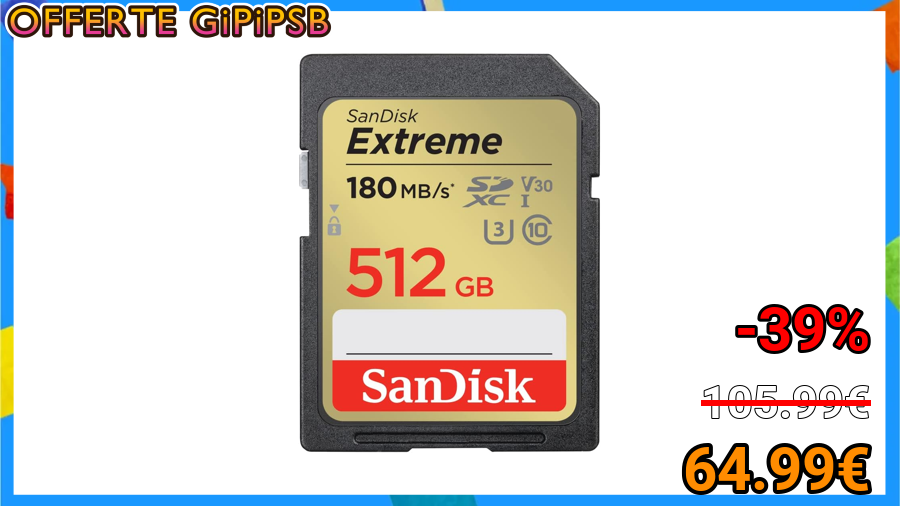 OFFERTE GiPiPSB
SanDisk
Extreme
180 MB/s*
SD XC
V30
I
3
10
512 GB
SanDisk
-39%
105.99€
64.99€